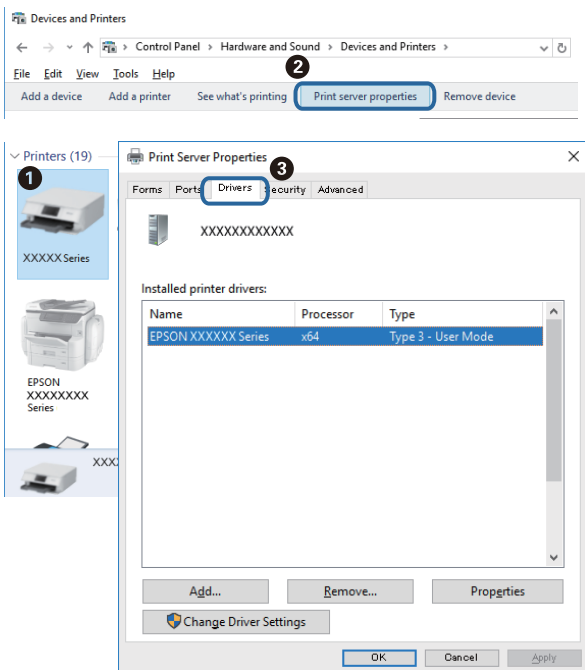 Devices and Printers
Control Panel > Hardware and Sound > Devices and Printers >
File Edit View Tools Help
2
Add a device Add a printer See what's printing Print server properties Remove device
Printers (19)
1
XXXXX Series
EPSON
XXXXXXXX
Series
XXX
Print Server Properties
3
Forms Ports Drivers ecurity Advanced
XXXXXXXXXXXX
Installed printer drivers:
Name Processor Type
EPSON XXXXXX Series x64 Type 3 - User Mode
Add... Remove... Properties
Change Driver Settings
OK Cancel Apply